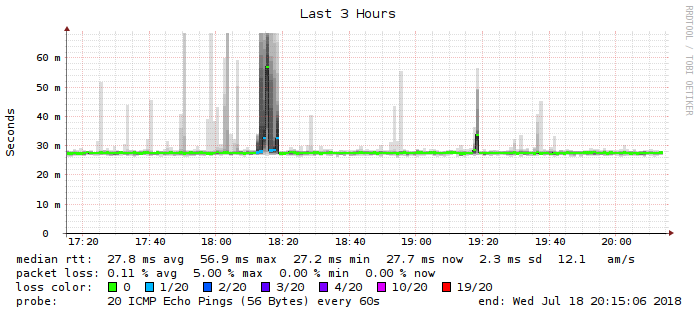 Last 3 Hours
RRDTOOL / TOBI OETIKER
Seconds
60 m
50 m
40 m
30 m
20 m
10 m
0
17:20 17:40 18:00 18:20 18:40 19:00 19:20 19:40 20:00
median rtt: 27.8 ms avg 56.9 ms max 27.2 ms min 27.7 ms now 2.3 ms sd 12.1 am/s
packet loss: 0.11 % avg 5.00 % max 0.00 % min 0.00 % now
loss color: 0 1/20 2/20 3/20 4/20 10/20 19/20
probe: 20 ICMP Echo Pings (56 Bytes) every 60s end: Wed Jul 18 20:15:06 2018